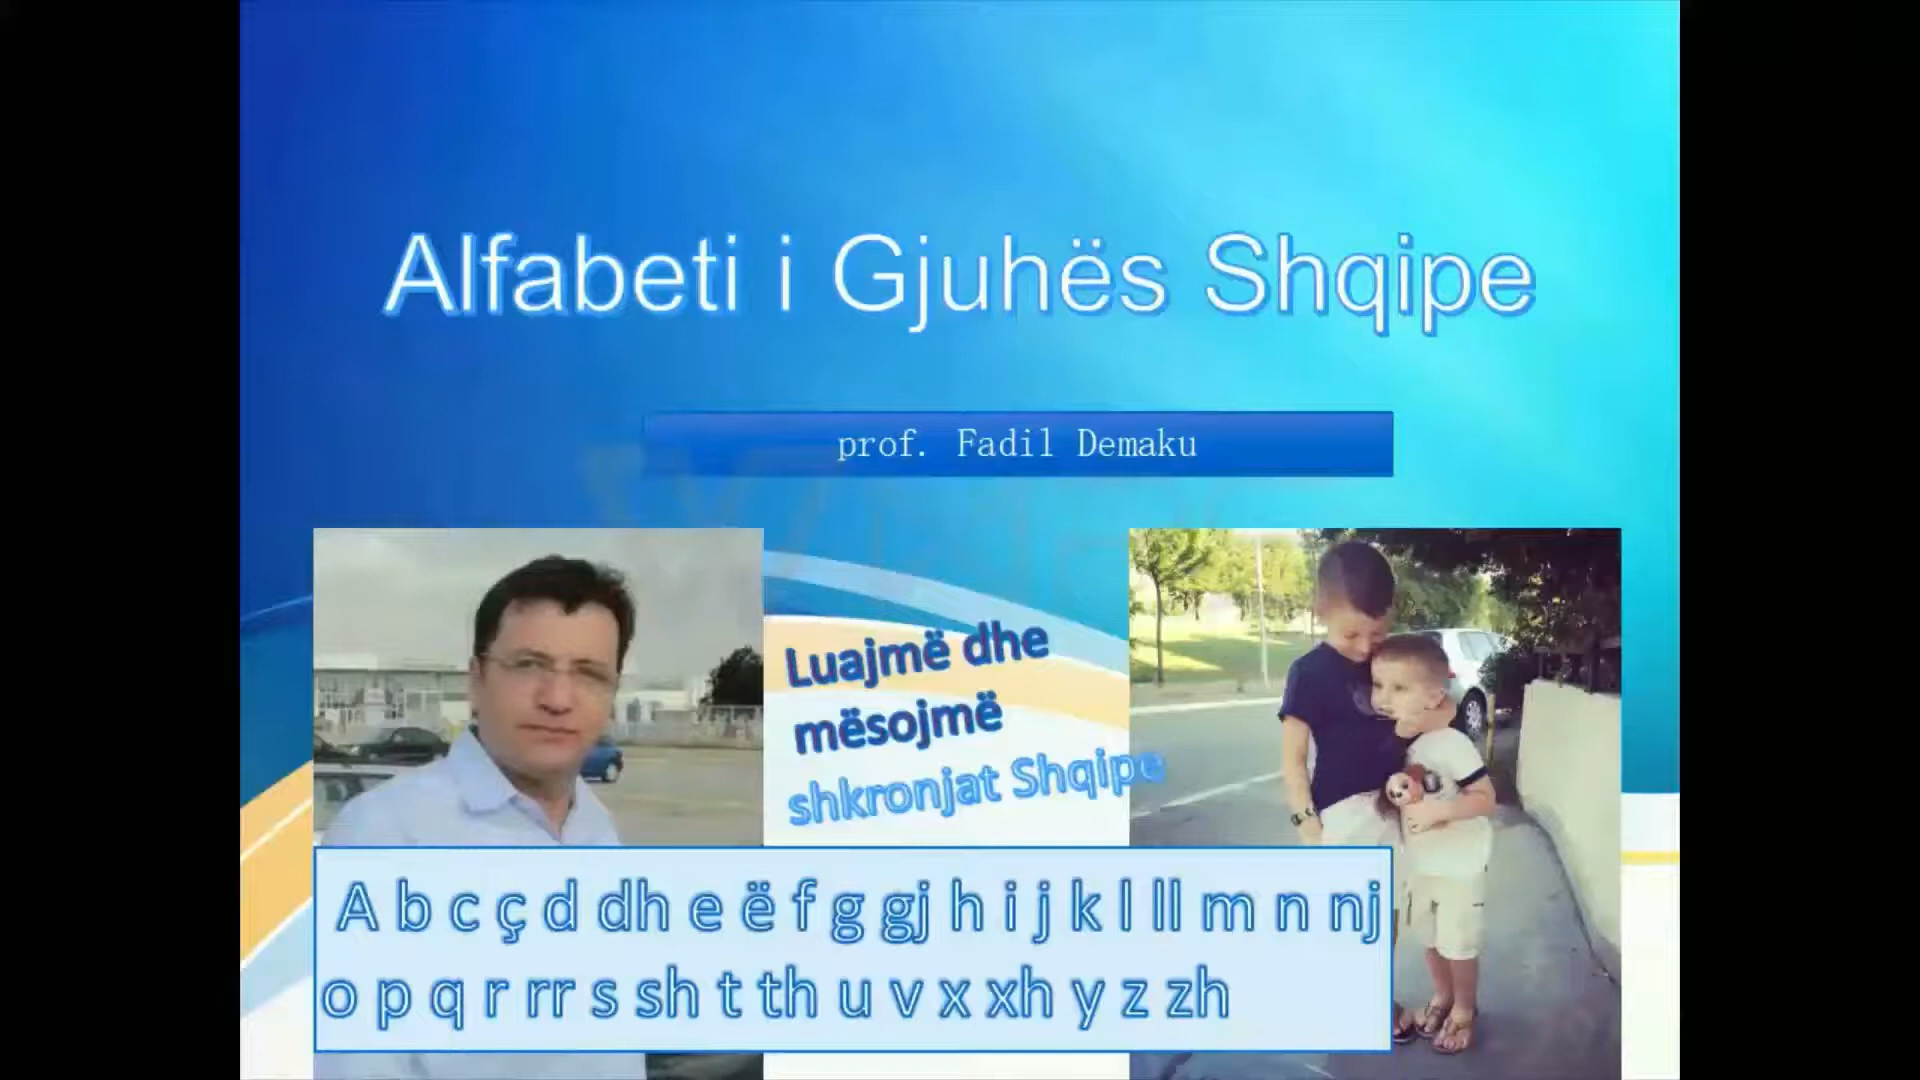 Alfabeti i Gjuhës Shqipe
prof. Fadil Demaku
Luajmë dhe
mësojmë
shkronjat Shqipe
A b c ç d dh e ë f g gj h i j k l ll m n nj
o p q r rr s sh t th u v x xh y z zh